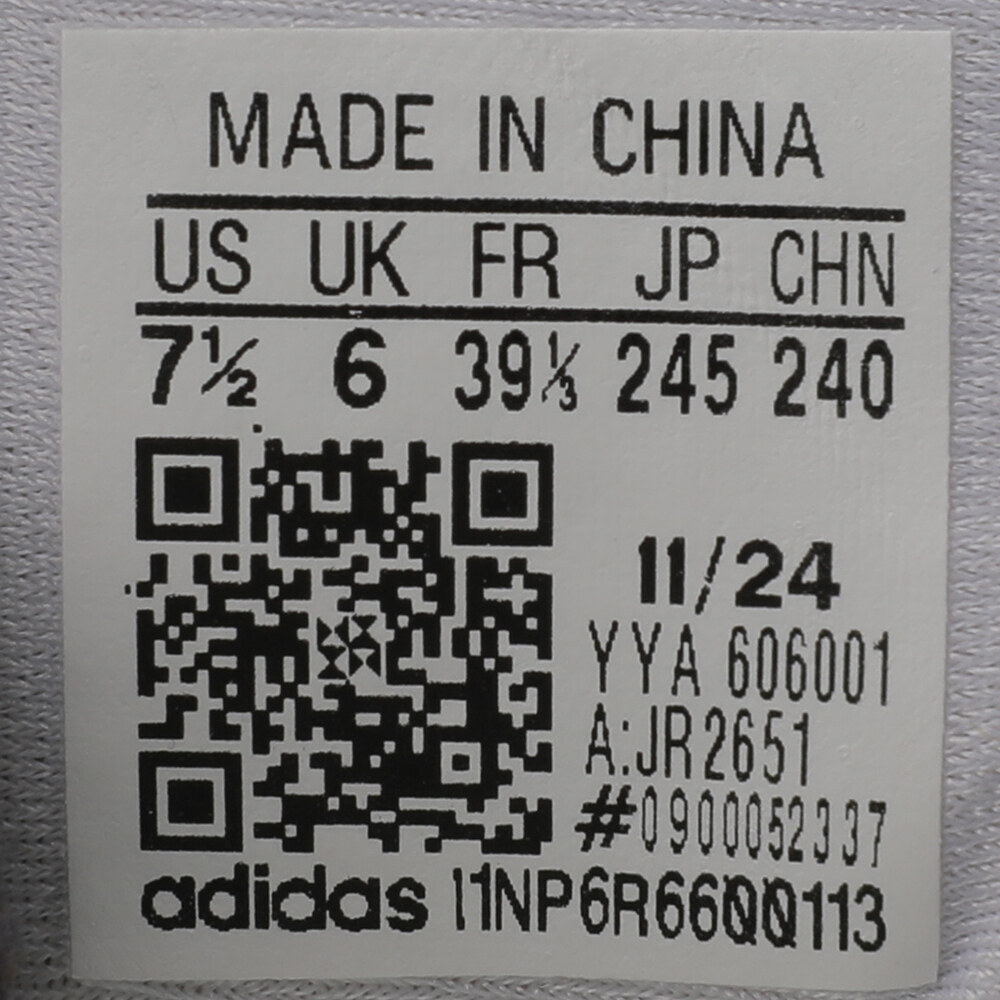 MADE IN CHINA
US UK FR JP CHN
7½ 6 39⅓ 245 240
11/24
YYA 606001
A:JR2651
#0900052337
adidas 11NP6R66QQ113